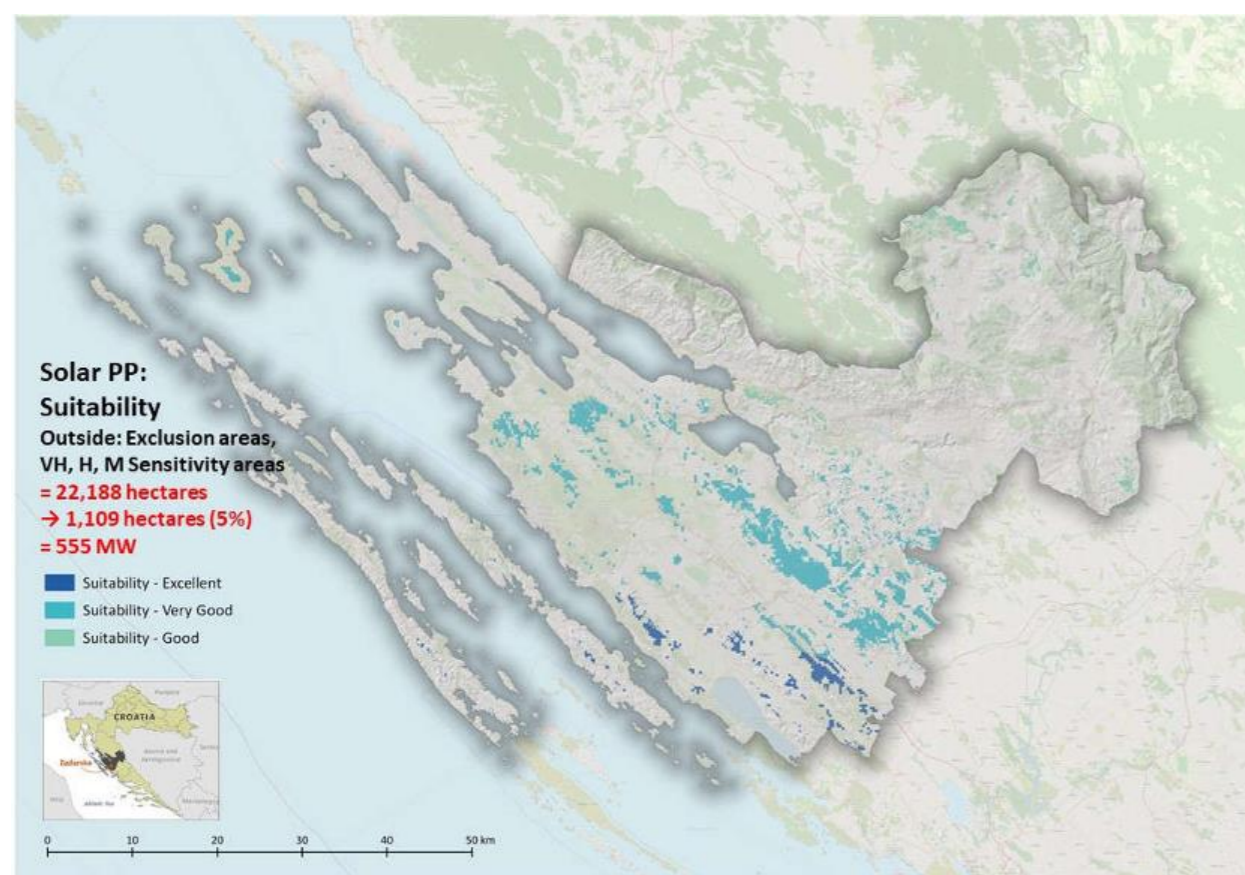 Solar PP:
Suitability
Outside: Exclusion areas,
VH, H, M Sensitivity areas
= 22,188 hectares
→ 1,109 hectares (5%)
= 555 MW
Suitability - Excellent
Suitability - Very Good
Suitability - Good
CROATIA
Zadarska
0 10 20 30 40 50 km